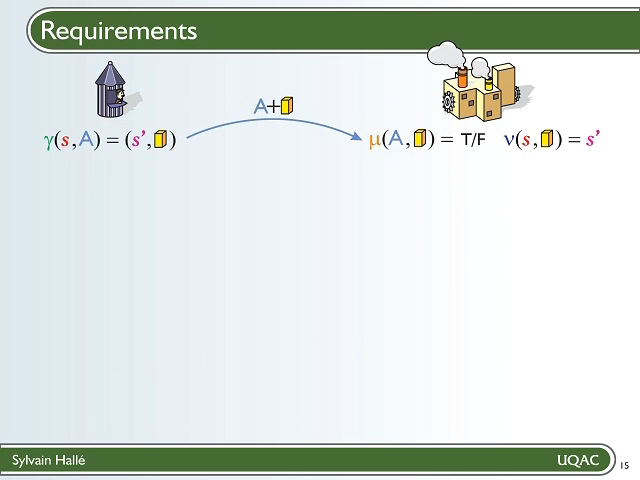 Requirements
A+
γ(s,A) = (s’, )
μ(A, ) = T/F ν(s, ) = s’
Sylvain Hallé
UQAC
15